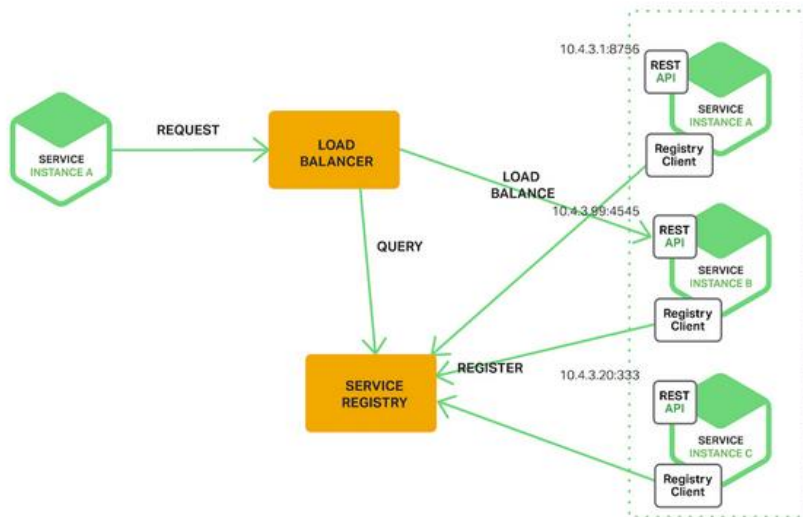 SERVICE
INSTANCE A
REQUEST
LOAD
BALANCER
QUERY
LOAD
BALANCE
SERVICE
REGISTRY
REGISTER
10.4.3.1:8756
REST
API
SERVICE
INSTANCE A
Registry
Client
10.4.3.99:4545
REST
API
SERVICE
INSTANCE B
Registry
Client
10.4.3.20:333
REST
API
SERVICE
INSTANCE C
Registry
Client